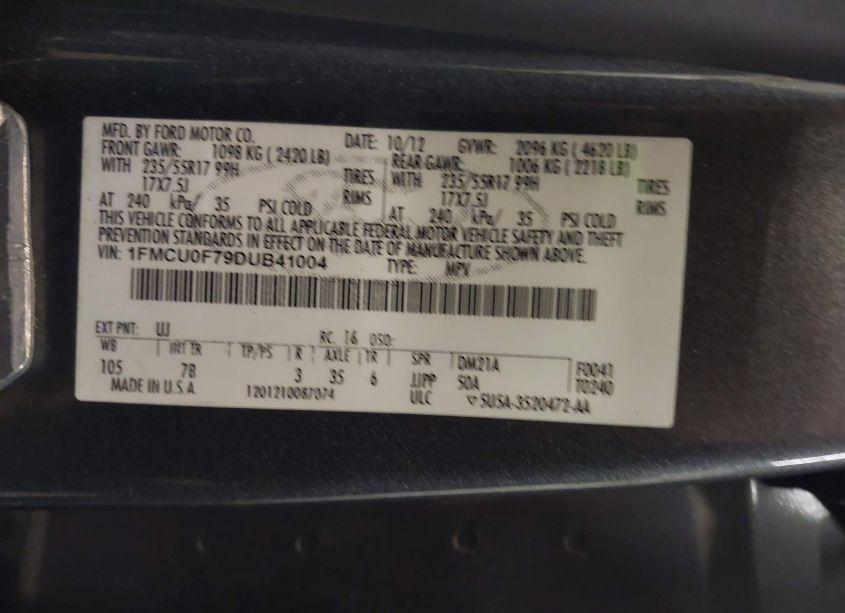 MFD. BY FORD MOTOR CO. DATE: 10/12 GVWR: 2096 KG ( 4620 LB)
FRONT GAWR: 1098 KG ( 2420 LB) REAR GAWR: 1006 KG ( 2218 LB)
WITH 235/55R17 99H TIRES WITH 235/55R17 99H TIRES
17X7.5J RIMS 17X7.5J RIMS
AT 240 kPa/ 35 PSI COLD AT 240 kPa/ 35 PSI COLD
THIS VEHICLE CONFORMS TO ALL APPLICABLE FEDERAL MOTOR VEHICLE SAFETY AND THEFT
PREVENTION STANDARDS IN EFFECT ON THE DATE OF MANUFACTURE SHOWN ABOVE.
VIN: 1FMCU0F79DUB41004 TYPE: MPV
EXT PNT: UJ RC: 16 DSO:
WB INT TR TP/PS R AXLE TR SPR DM21A F0041
105 7B 3 35 6 JJPP 50A T0240
MADE IN U.S.A 1201210087074 ULC ▽5U5A-3520472-AA